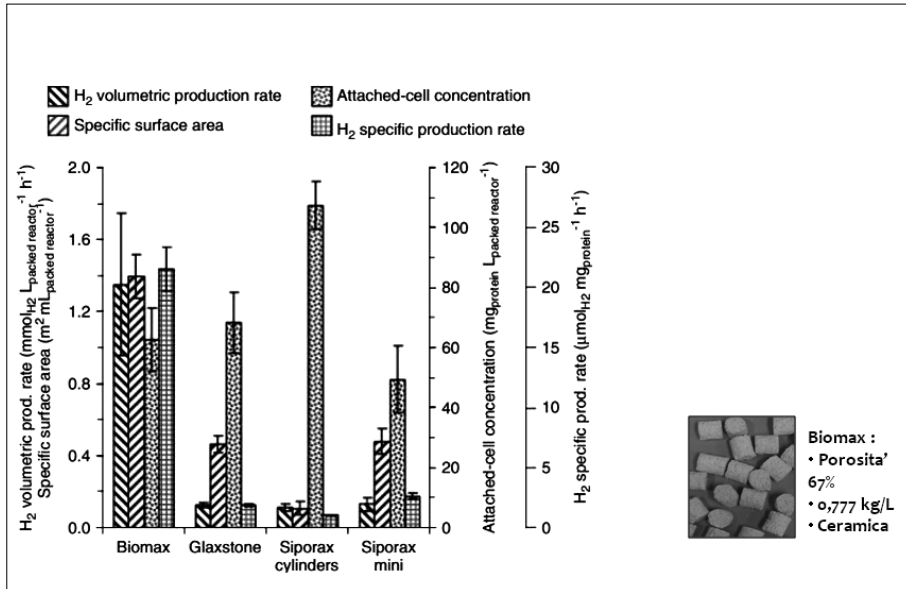 H2 volumetric production rate
Attached-cell concentration
Specific surface area
H2 specific production rate
H2 volumetric prod. rate (mmolH2 Lpacked reactor-1 h-1)
Specific surface area (m2 mLpacked reactor-1)
2.0
1.6
1.2
0.8
0.4
0.0
120
100
80
60
40
20
0
Attached-cell concentration (mgprotein Lpacked reactor-1)
30
25
20
15
10
5
0
H2 specific prod. rate (μmolH2 mgprotein-1 h-1)
Biomax
Glaxstone
Siporax
cylinders
Siporax
mini
Biomax :
• Porosita'
67%
• 0,777 kg/L
• Ceramica